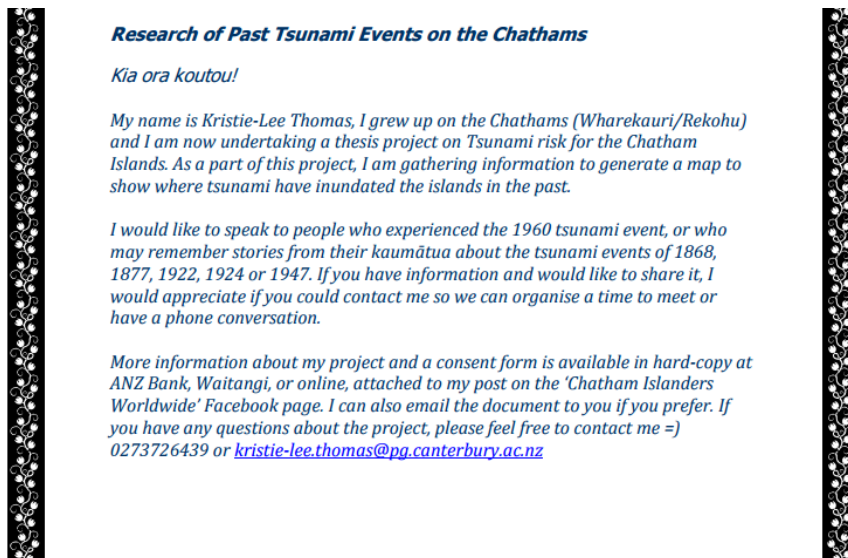 Research of Past Tsunami Events on the Chathams
Kia ora koutou!
My name is Kristie-Lee Thomas, I grew up on the Chathams (Wharekauri/Rekohu)
and I am now undertaking a thesis project on Tsunami risk for the Chatham
Islands. As a part of this project, I am gathering information to generate a map to
show where tsunami have inundated the islands in the past.
I would like to speak to people who experienced the 1960 tsunami event, or who
may remember stories from their kaumātua about the tsunami events of 1868,
1877, 1922, 1924 or 1947. If you have information and would like to share it, I
would appreciate if you could contact me so we can organise a time to meet or
have a phone conversation.
More information about my project and a consent form is available in hard-copy at
ANZ Bank, Waitangi, or online, attached to my post on the ‘Chatham Islanders
Worldwide’ Facebook page. I can also email the document to you if you prefer. If
you have any questions about the project, please feel free to contact me =)
0273726439 or kristie-lee.thomas@pg.canterbury.ac.nz